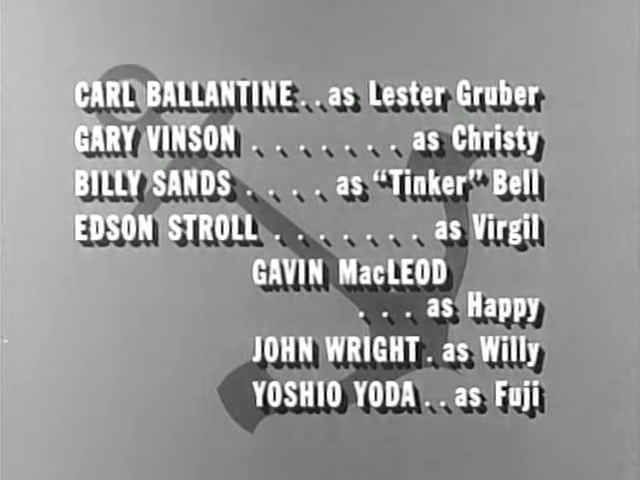 CARL BALLANTINE . . as Lester Gruber
GARY VINSON . . . . . . . as Christy
BILLY SANDS . . . . as “Tinker” Bell
EDSON STROLL . . . . . . . as Virgil
GAVIN MacLEOD
. . . as Happy
JOHN WRIGHT . as Willy
YOSHIO YODA . . as Fuji